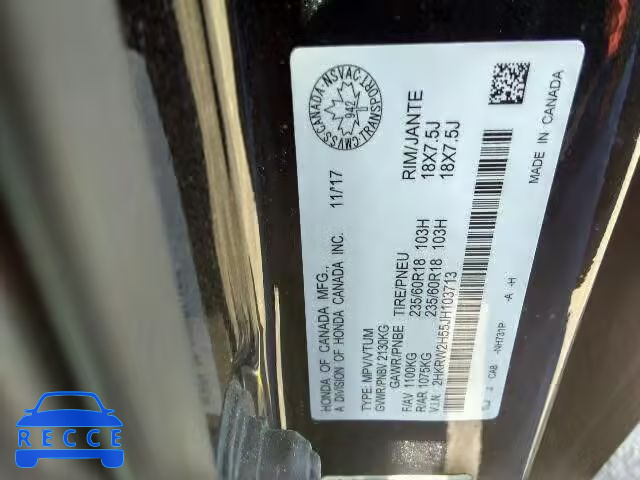 CMVSS CANADA NSVAC TRANSPORT
942
HONDA OF CANADA MFG.,
A DIVISION OF HONDA CANADA INC. 11/17
TYPE: MPV/VTUM
GVWR/PNBV 2130KG
GAWR/PNBE TIRE/PNEU RIM/JANTE
F/AV 1100KG 235/60R18 103H 18X7.5J
R/AR 1075KG 235/60R18 103H 18X7.5J
V.I.N.: 2HKRW2H55JH103713
CAB -NH731P -A -H
MADE IN CANADA
RECCE